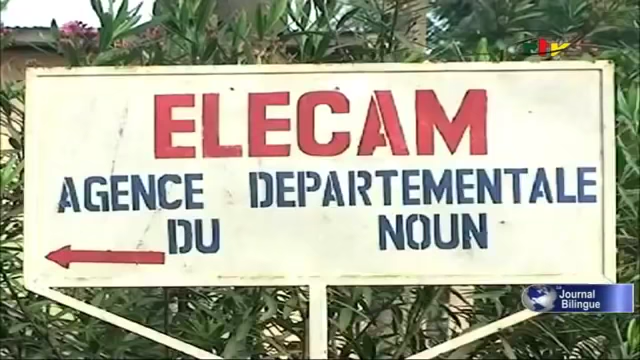 ELECAM
AGENCE DEPARTEMENTALE
DU NOUN
Journal
Bilingue